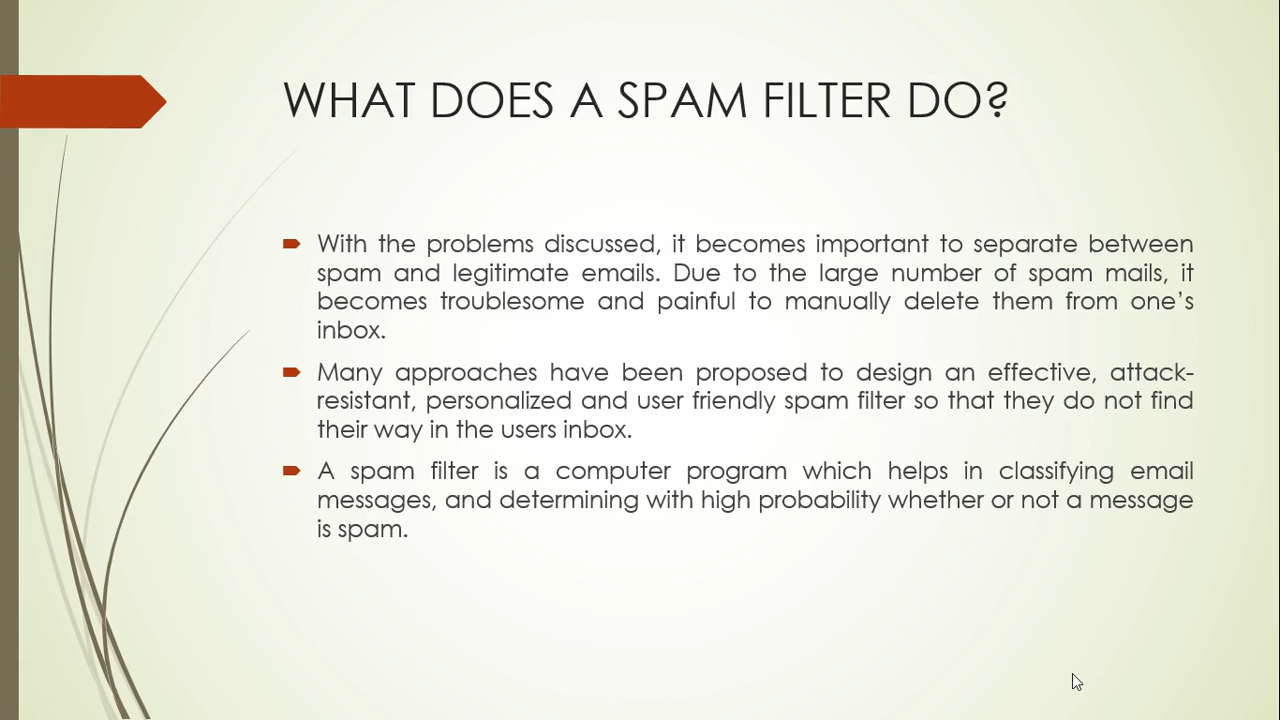 WHAT DOES A SPAM FILTER DO?
With the problems discussed, it becomes important to separate between
spam and legitimate emails. Due to the large number of spam mails, it
becomes troublesome and painful to manually delete them from one’s
inbox.
Many approaches have been proposed to design an effective, attack-
resistant, personalized and user friendly spam filter so that they do not find
their way in the users inbox.
A spam filter is a computer program which helps in classifying email
messages, and determining with high probability whether or not a message
is spam.